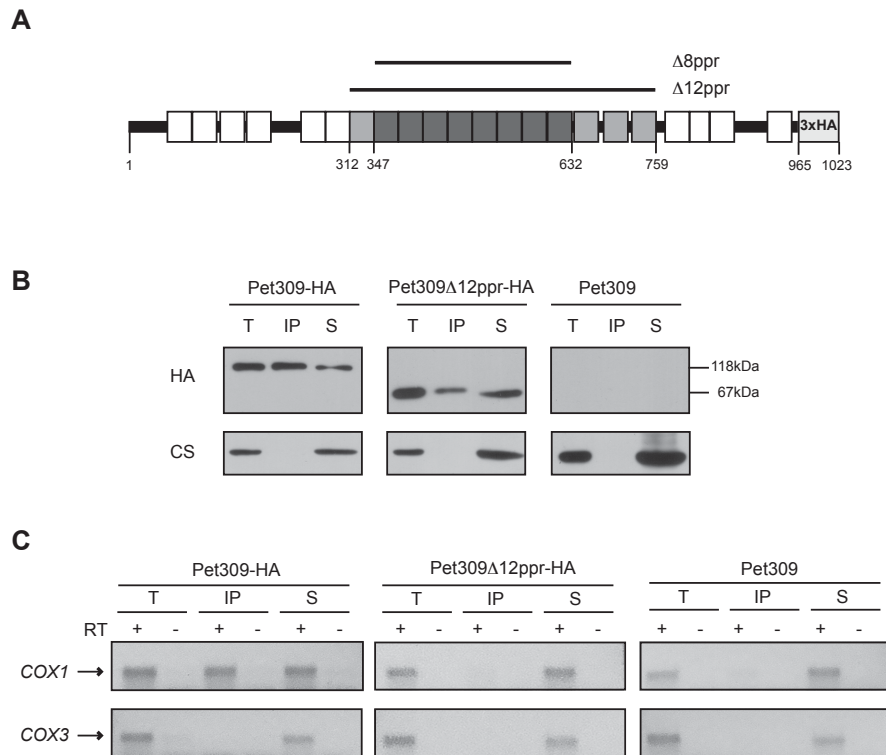 A
Δ8ppr
Δ12ppr
3xHA
1 312 347 632 759 965 1023
B
Pet309-HA Pet309Δ12ppr-HA Pet309
T IP S T IP S T IP S
HA
118kDa
67kDa
CS
C
Pet309-HA Pet309Δ12ppr-HA Pet309
T IP S T IP S T IP S
RT + - + - + - + - + - + - + - + - + -
COX1
COX3